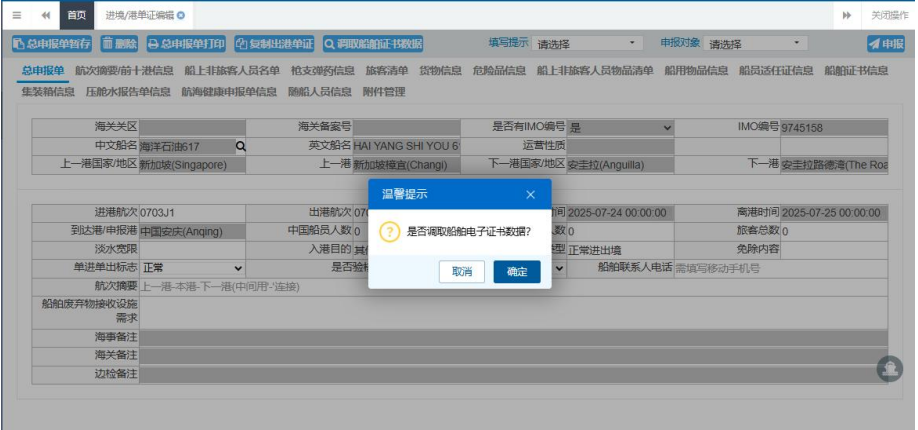 首页 进境/港单证编辑 关闭操作
总申报单暂存 删除 总申报单打印 复制出港单证 调取船舶证书数据 填写提示 请选择 申报对象 请选择 申报
总申报单 航次摘要/前十港信息 船上非旅客人员名单 枪支弹药信息 旅客清单 货物信息 危险品信息 船上非旅客人员物品清单 船用物品信息 船员适任证信息 船舶证书信息
集装箱信息 压舱水报告单信息 航海健康申报单信息 随船人员信息 附件管理
海关关区 海关备案号 是否有IMO编号 是 IMO编号 9745158
中文船名 海洋石油617 英文船名 HAI YANG SHI YOU 6 运营性质
上一港国家/地区 新加坡(Singapore) 上一港 新加坡樟宜(Changi) 下一港国家/地区 安圭拉(Anguilla) 下一港 安圭拉路德湾(The Roa
温馨提示
进港航次 0703J1 出港航次 070 时间 2025-07-24 00:00:00 离港时间 2025-07-25 00:00:00
到达港/申报港 中国安庆(Anqing) 中国船员人数 0 是否调取船舶电子证书数据? 数 0 旅客总数 0
淡水宽限 入港目的 其 型 正常进出境 免除内容
单进单出标志 正常 是否验 取消 确定 船舶联系人电话 需填写移动手机号
航次摘要 上一港-本港-下一港(中间用'-'连接)
船舶废弃物接收设施
需求
海事备注
海关备注
边检备注